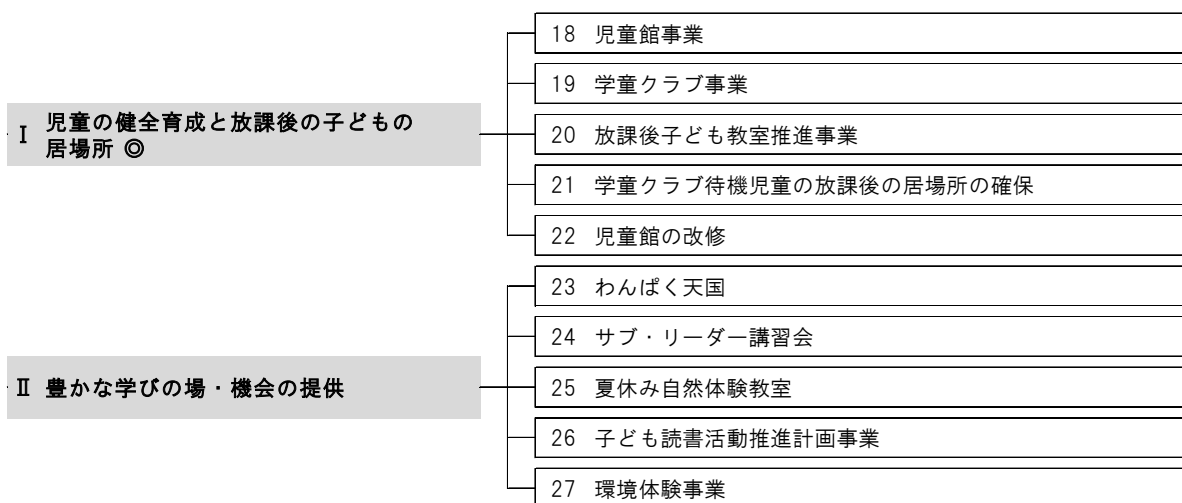 Ⅰ 児童の健全育成と放課後の子どもの
居場所 ◎
18 児童館事業
19 学童クラブ事業
20 放課後子ども教室推進事業
21 学童クラブ待機児童の放課後の居場所の確保
22 児童館の改修
Ⅱ 豊かな学びの場・機会の提供
23 わんぱく天国
24 サブ・リーダー講習会
25 夏休み自然体験教室
26 子ども読書活動推進計画事業
27 環境体験事業